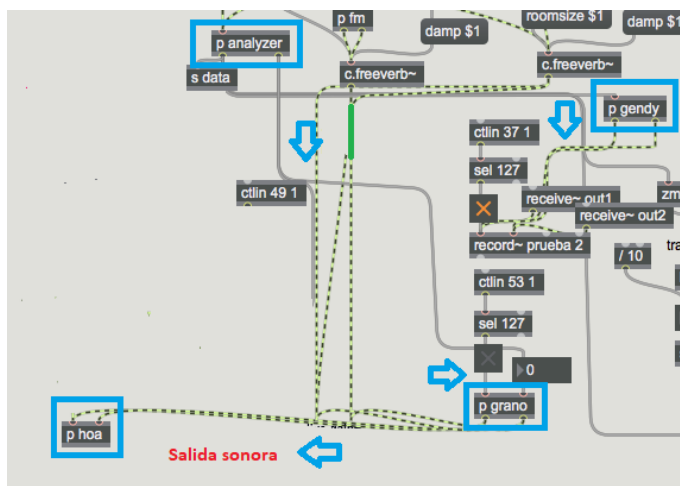 p fm
damp $1
roomsize $1
damp $1
p analyzer
s data
c.freeverb~
c.freeverb~
p gendy
ctlin 37 1
sel 127
ctlin 49 1
receive~ out1
receive~ out2
record~ prueba 2
/ 10
ctlin 53 1
sel 127
0
p grano
p hoa
Salida sonora